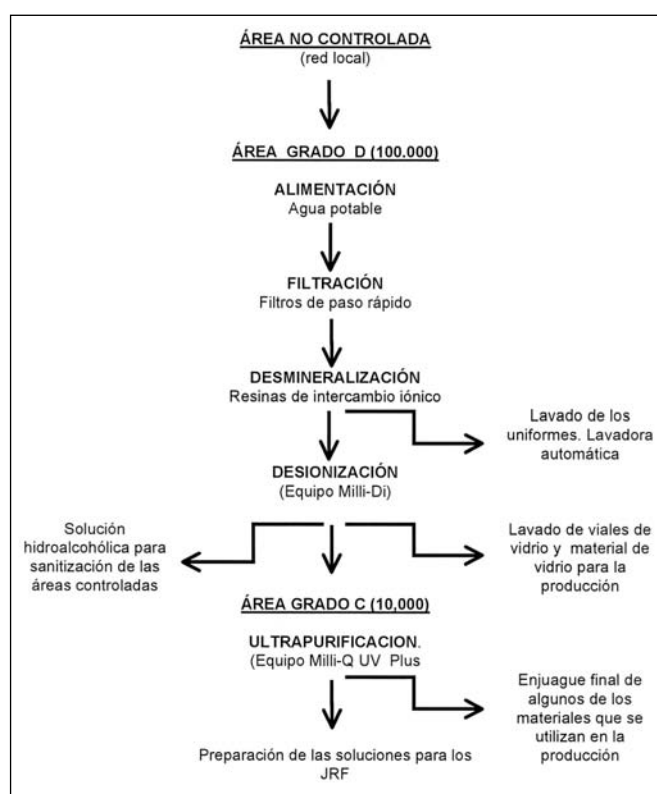 ÁREA NO CONTROLADA
(red local)
ÁREA GRADO D (100.000)
ALIMENTACIÓN
Agua potable
FILTRACIÓN
Filtros de paso rápido
DESMINERALIZACIÓN
Resinas de intercambio iónico
Lavado de los
uniformes. Lavadora
automática
DESIONIZACIÓN
(Equipo Milli-Di)
Solución
hidroalcohólica para
sanitización de las
áreas controladas
Lavado de viales de
vidrio y material de
vidrio para la
producción
ÁREA GRADO C (10,000)
ULTRAPURIFICACION.
(Equipo Milli-Q UV Plus
Enjuague final de
algunos de los
materiales que se
utilizan en la
producción
Preparación de las soluciones para los
JRF